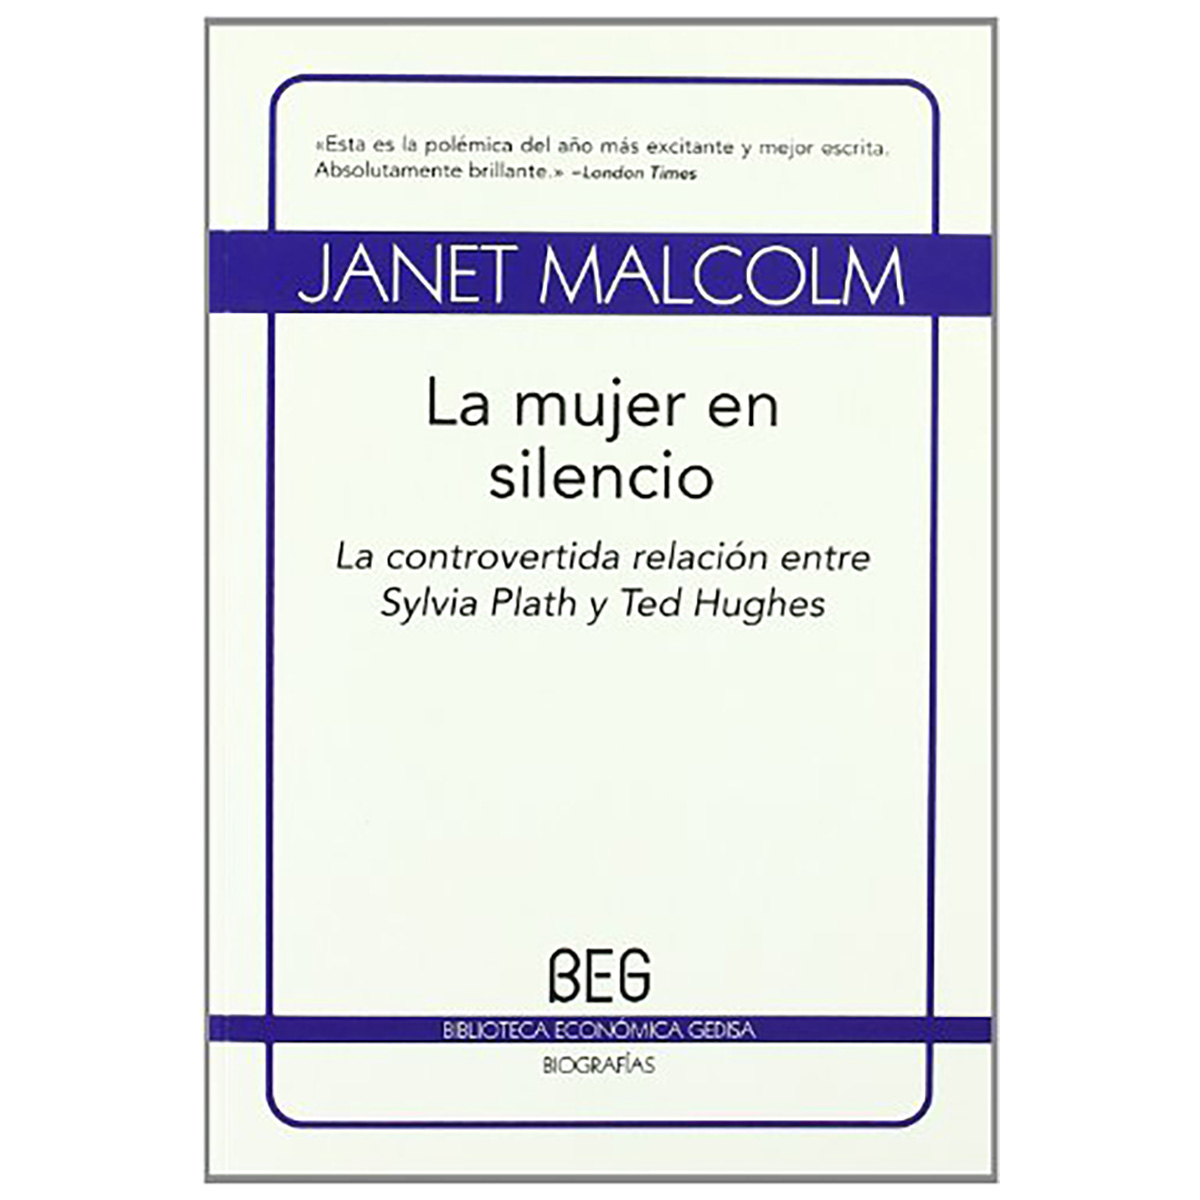 «Esta es la polémica del año más excitante y mejor escrita.
Absolutamente brillante.» –London Times
JANET MALCOLM
La mujer en
silencio
La controvertida relación entre
Sylvia Plath y Ted Hughes
BEG
BIBLIOTECA ECONÓMICA GEDISA
BIOGRAFÍAS